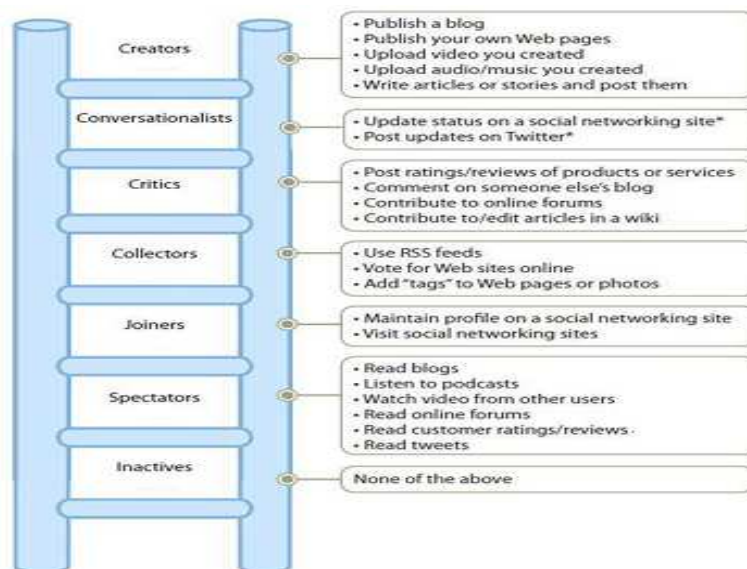 Creators
• Publish a blog
• Publish your own Web pages
• Upload video you created
• Upload audio/music you created
• Write articles or stories and post them
Conversationalists
• Update status on a social networking site*
• Post updates on Twitter*
Critics
• Post ratings/reviews of products or services
• Comment on someone else's blog
• Contribute to online forums
• Contribute to/edit articles in a wiki
Collectors
• Use RSS feeds
• Vote for Web sites online
• Add "tags" to Web pages or photos
Joiners
• Maintain profile on a social networking site
• Visit social networking sites
Spectators
• Read blogs
• Listen to podcasts
• Watch video from other users
• Read online forums
• Read customer ratings/reviews
• Read tweets
Inactives
None of the above